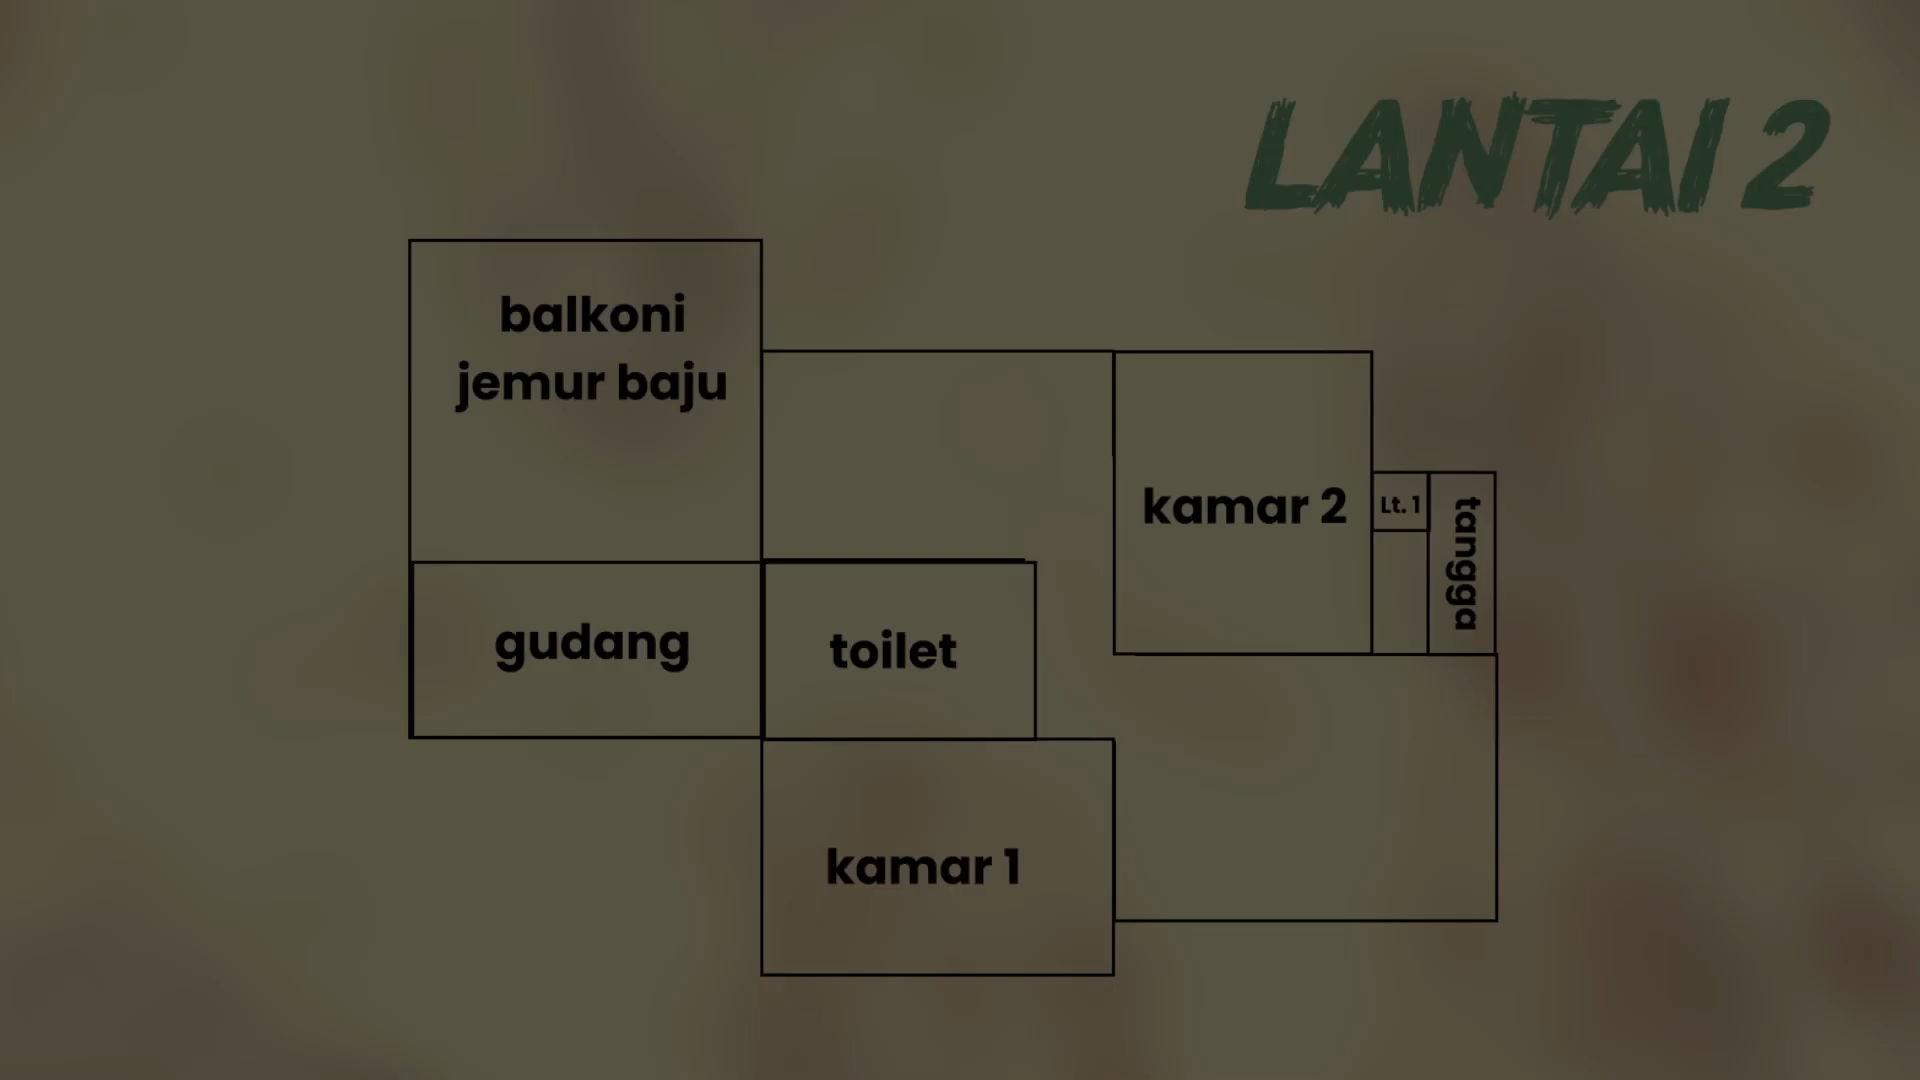 LANTAI 2
balkoni
jemur baju
kamar 2
Lt. 1
tangga
gudang
toilet
kamar 1